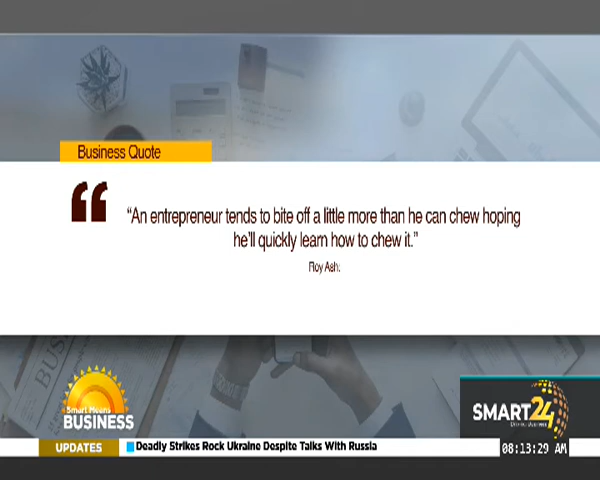 Business Quote
“An entrepreneur tends to bite off a little more than he can chew hoping
he'll quickly learn how to chew it.”
Roy Ash:
BUS
Smart Means
BUSINESS
SMART24
UPDATES
Deadly Strikes Rock Ukraine Despite Talks With Russia
08:13:29 AM